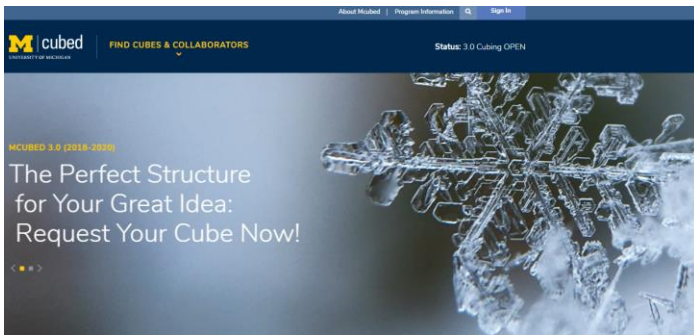 About Mcubed | Program Information
Sign In
M | cubed
UNIVERSITY OF MICHIGAN
FIND CUBES & COLLABORATORS
Status: 3.0 Cubing OPEN
MCUBED 3.0 (2018-2020)
The Perfect Structure
for Your Great Idea:
Request Your Cube Now!